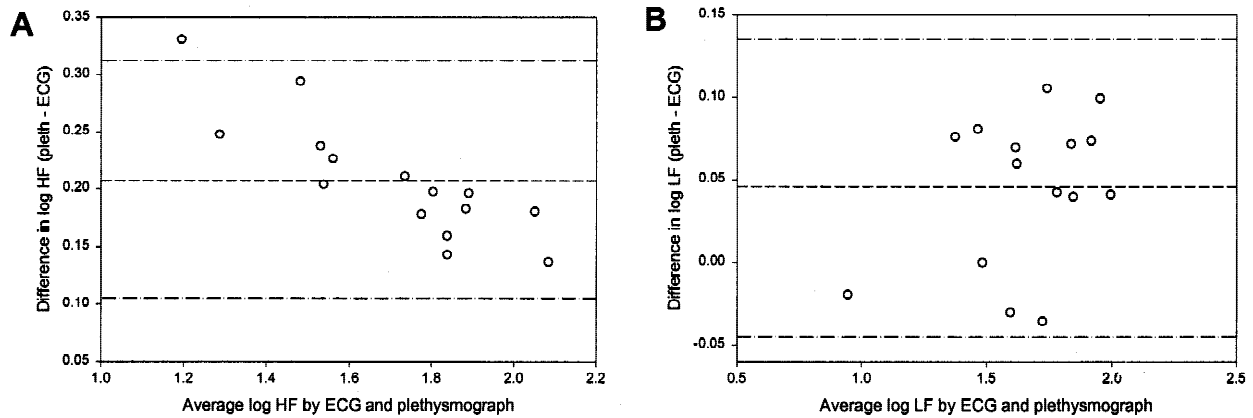 A
Difference in log HF (pleth - ECG)
0.35
0.30
0.25
0.20
0.15
0.10
0.05
1.0 1.2 1.4 1.6 1.8 2.0 2.2
Average log HF by ECG and plethysmograph
B
Difference in log LF (pleth - ECG)
0.15
0.10
0.05
0.00
-0.05
0.5 1.0 1.5 2.0 2.5
Average log LF by ECG and plethysmograph